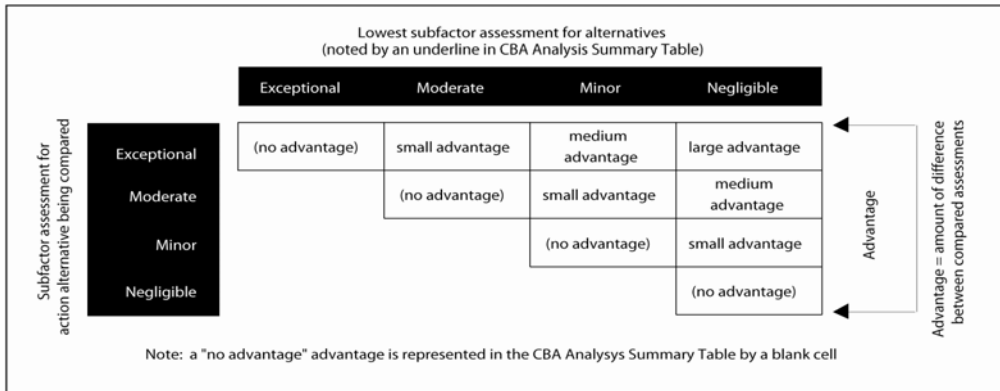 Lowest subfactor assessment for alternatives
(noted by an underline in CBA Analysis Summary Table)
Exceptional Moderate Minor Negligible
Subfactor assessment for
action alternative being compared
Exceptional (no advantage) small advantage medium advantage large advantage
Moderate (no advantage) small advantage medium advantage
Minor (no advantage) small advantage
Negligible (no advantage)
Advantage
Advantage = amount of difference
between compared assessments
Note: a "no advantage" advantage is represented in the CBA Analysys Summary Table by a blank cell